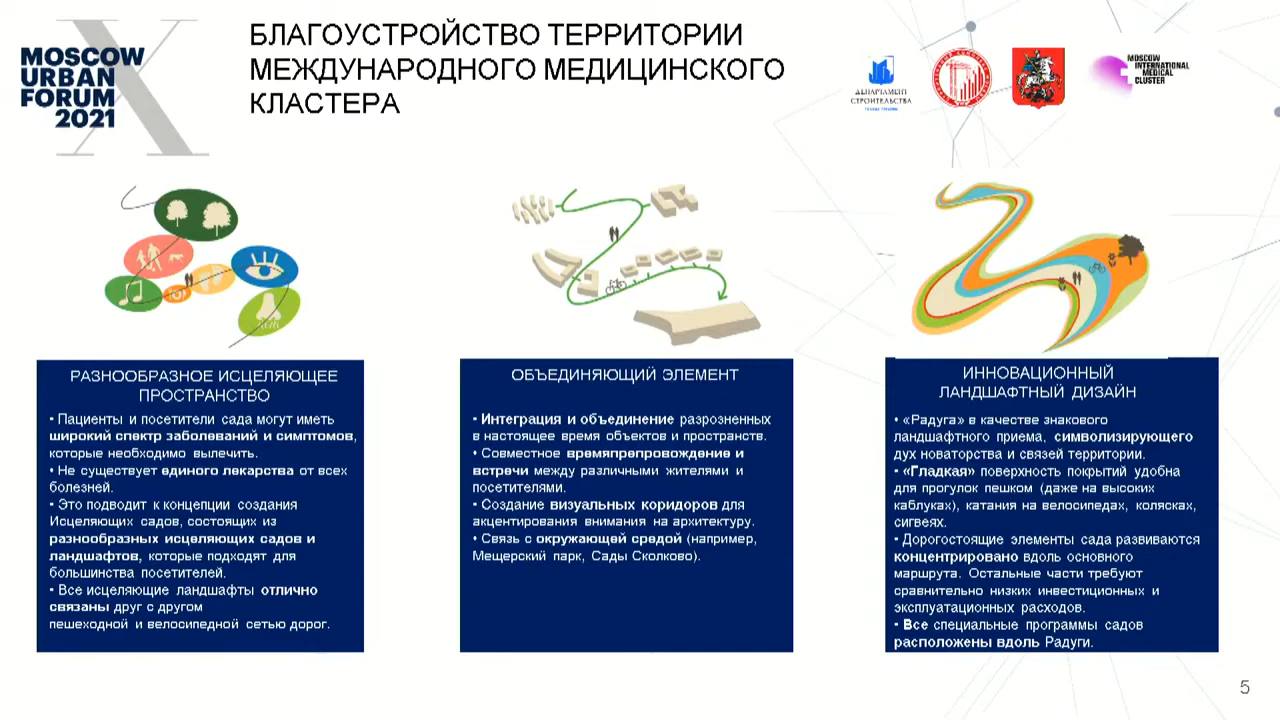 MOSCOW
URBAN
FORUM
2021
X
БЛАГОУСТРОЙСТВО ТЕРРИТОРИИ
МЕЖДУНАРОДНОГО МЕДИЦИНСКОГО
КЛАСТЕРА
ДЕПАРТАМЕНТ
СТРОИТЕЛЬСТВА
MOSCOW
INTERNATIONAL
MEDICAL
CLUSTER
РАЗНООБРАЗНОЕ ИСЦЕЛЯЮЩЕЕ
ПРОСТРАНСТВО
• Пациенты и посетители сада могут иметь
широкий спектр заболеваний и симптомов,
которые необходимо вылечить.
• Не существует единого лекарства от всех
болезней.
• Это подводит к концепции создания
Исцеляющих садов, состоящих из
разнообразных исцеляющих садов и
ландшафтов, которые подходят для
большинства посетителей.
• Все исцеляющие ландшафты отлично
связаны друг с другом
пешеходной и велосипедной сетью дорог.
ОБЪЕДИНЯЮЩИЙ ЭЛЕМЕНТ
• Интеграция и объединение разрозненных
в настоящее время объектов и пространств.
• Совместное времяпрепровождение и
встречи между различными жителями и
посетителями.
• Создание визуальных коридоров для
акцентирования внимания на архитектуру.
• Связь с окружающей средой (например,
Мещерский парк, Сады Сколково).
ИННОВАЦИОННЫЙ
ЛАНДШАФТНЫЙ ДИЗАЙН
• «Радуга» в качестве знакового
ландшафтного приема, символизирующего
дух новаторства и связей территории.
• «Гладкая» поверхность покрытий удобна
для прогулок пешком (даже на высоких
каблуках), катания на велосипедах, колясках,
сигвеях.
• Дорогостоящие элементы сада развиваются
концентрировано вдоль основного
маршрута. Остальные части требуют
сравнительно низких инвестиционных и
эксплуатационных расходов.
• Все специальные программы садов
расположены вдоль Радуги.
5